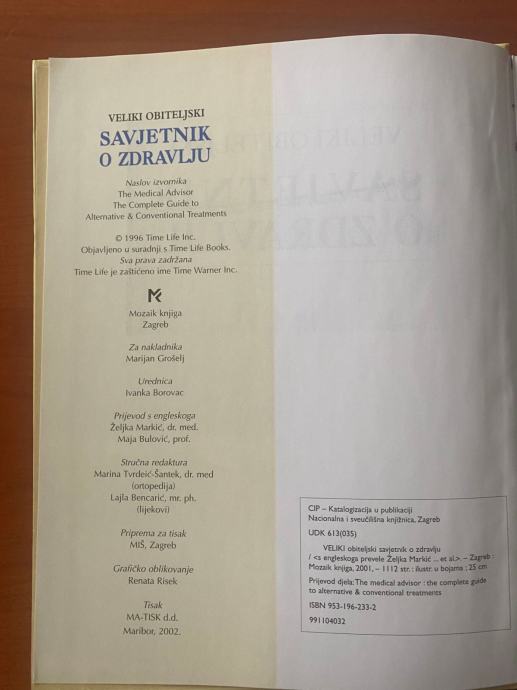 VELIKI OBITELJSKI
SAVJETNIK
O ZDRAVLJU
Naslov izvornika
The Medical Advisor
The Complete Guide to
Alternative & Conventional Treatments
© 1996 Time Life Inc.
Objavljeno u suradnji s Time Life Books.
Sva prava zadržana
Time Life je zaštićeno ime Time Warner Inc.
Mozaik knjiga
Zagreb
Za nakladnika
Marijan Grošelj
Urednica
Ivanka Borovac
Prijevod s engleskoga
Željka Markić, dr. med.
Maja Bulović, prof.
Stručna redaktura
Marina Tvrdeić-Šantek, dr. med
(ortopedija)
Lajla Bencarić, mr. ph.
(lijekovi)
Priprema za tisak
MIŠ, Zagreb
Grafičko oblikovanje
Renata Risek
Tisak
MA-TISK d.d.
Maribor, 2002.
CIP – Katalogizacija u publikaciji
Nacionalna i sveučilišna knjižnica, Zagreb
UDK 613(035)
VELIKI obiteljski savjetnik o zdravlju
/ <s engleskoga prevele Željka Markić ... et al.>. – Zagreb :
Mozaik knjiga, 2001, – 1112 str. : ilustr. u bojama ; 25 cm
Prijevod djela: The medical advisor : the complete guide
to alternative & conventional treatments
ISBN 953-196-233-2
991104032